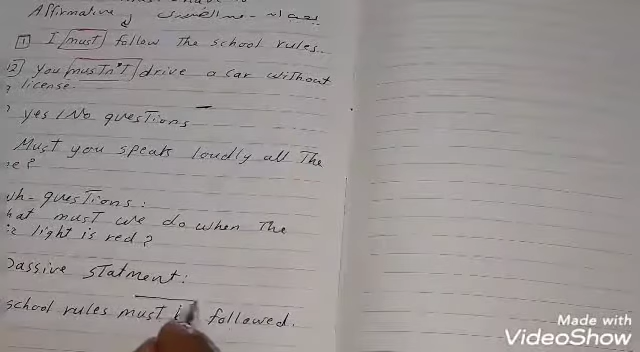 Affirmative
1 I must follow The school rules.
2) you musTn'T drive a car without
license.
yes / No questions
Must you speak loudly all The
e?
wh- questions:
hat must we do when The
light is red?
passive statment:
school rules must followed.
Made with
VideoShow